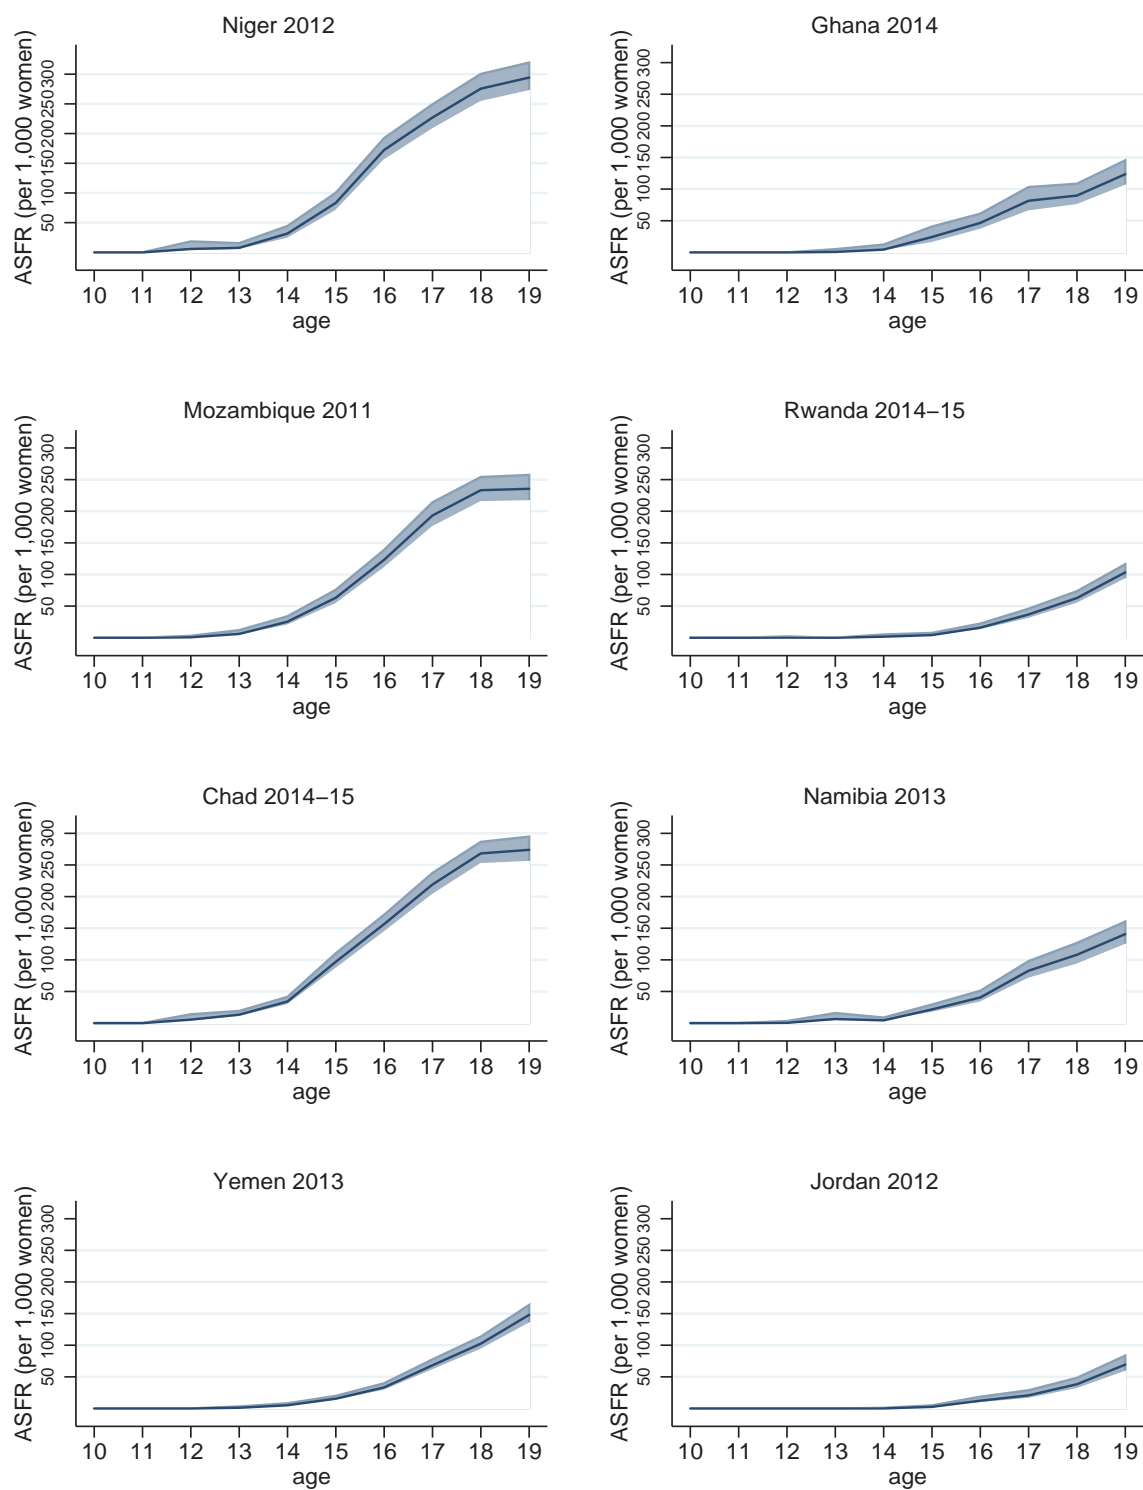 Niger 2012
ASFR (per 1,000 women)
50 100 150 200 250 300
10 11 12 13 14 15 16 17 18 19
age
Ghana 2014
ASFR (per 1,000 women)
50 100 150 200 250 300
10 11 12 13 14 15 16 17 18 19
age
Mozambique 2011
ASFR (per 1,000 women)
50 100 150 200 250 300
10 11 12 13 14 15 16 17 18 19
age
Rwanda 2014–15
ASFR (per 1,000 women)
50 100 150 200 250 300
10 11 12 13 14 15 16 17 18 19
age
Chad 2014–15
ASFR (per 1,000 women)
50 100 150 200 250 300
10 11 12 13 14 15 16 17 18 19
age
Namibia 2013
ASFR (per 1,000 women)
50 100 150 200 250 300
10 11 12 13 14 15 16 17 18 19
age
Yemen 2013
ASFR (per 1,000 women)
50 100 150 200 250 300
10 11 12 13 14 15 16 17 18 19
age
Jordan 2012
ASFR (per 1,000 women)
50 100 150 200 250 300
10 11 12 13 14 15 16 17 18 19
age